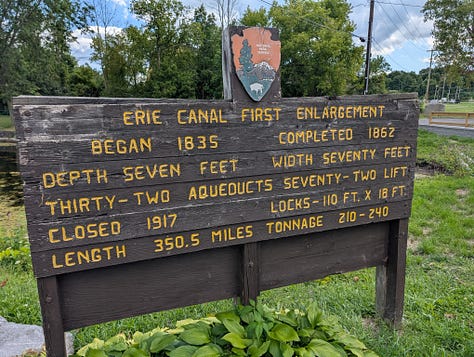 ERIE CANAL FIRST ENLARGEMENT
BEGAN 1835 COMPLETED 1862
DEPTH SEVEN FEET WIDTH SEVENTY FEET
THIRTY-TWO AQUEDUCTS SEVENTY-TWO LIFT
CLOSED 1917 LOCKS-110 FT. X 18 FT.
LENGTH 350.5 MILES TONNAGE 210-240